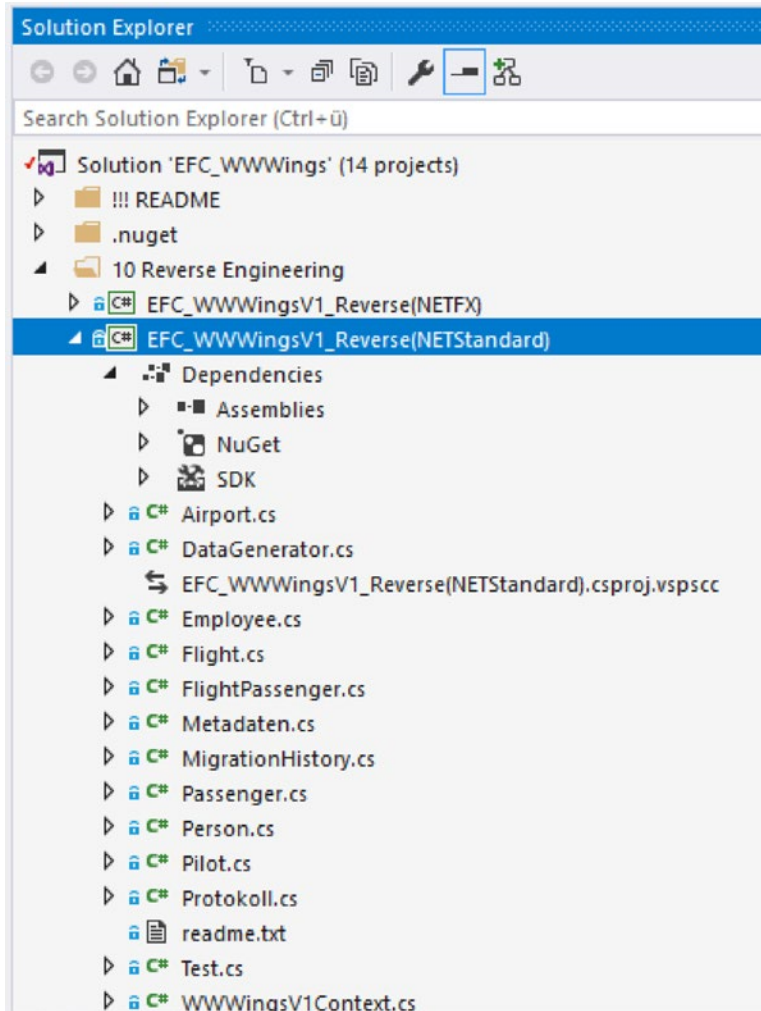 Solution Explorer
Search Solution Explorer (Ctrl+ü)
Solution 'EFC_WWWings' (14 projects)
!!! README
.nuget
10 Reverse Engineering
C# EFC_WWWingsV1_Reverse(NETFX)
C# EFC_WWWingsV1_Reverse(NETStandard)
Dependencies
Assemblies
NuGet
SDK
C# Airport.cs
C# DataGenerator.cs
EFC_WWWingsV1_Reverse(NETStandard).csproj.vspscc
C# Employee.cs
C# Flight.cs
C# FlightPassenger.cs
C# Metadaten.cs
C# MigrationHistory.cs
C# Passenger.cs
C# Person.cs
C# Pilot.cs
C# Protokoll.cs
readme.txt
C# Test.cs
C# WWWingsV1Context.cs